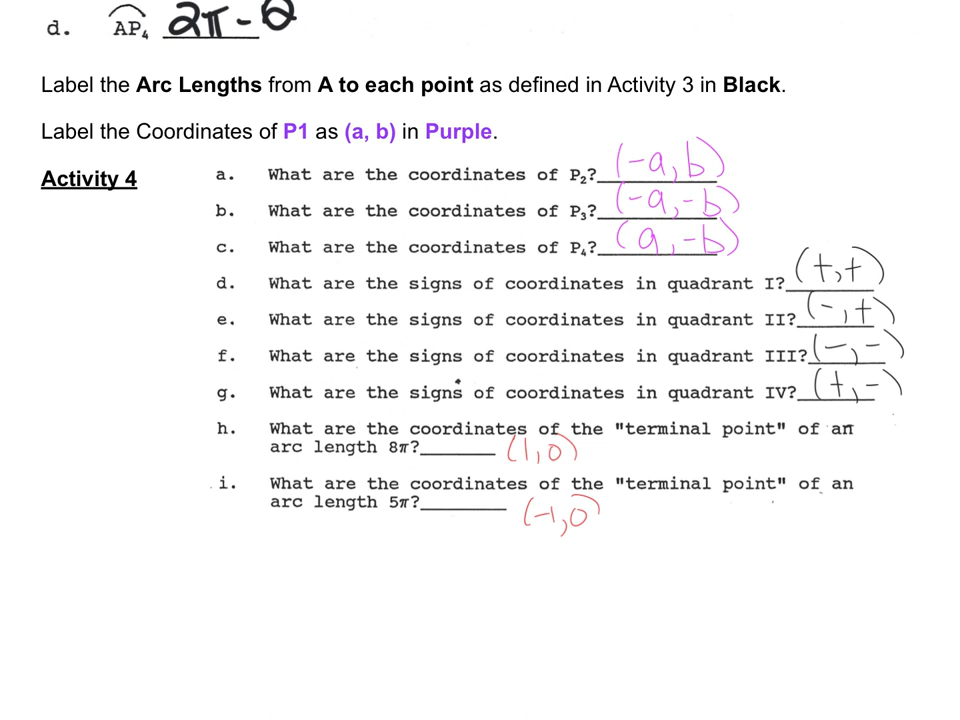 d. AP₄ 2π - θ
Label the Arc Lengths from A to each point as defined in Activity 3 in Black.
Label the Coordinates of P1 as (a, b) in Purple.
Activity 4
a. What are the coordinates of P₂? (-a, b)
b. What are the coordinates of P₃? (-a, -b)
c. What are the coordinates of P₄? (a, -b)
d. What are the signs of coordinates in quadrant I? (+, +)
e. What are the signs of coordinates in quadrant II? (-, +)
f. What are the signs of coordinates in quadrant III? (-, -)
g. What are the signs of coordinates in quadrant IV? (+, -)
h. What are the coordinates of the "terminal point" of an
arc length 8π? (1, 0)
i. What are the coordinates of the "terminal point" of an
arc length 5π? (-1, 0)